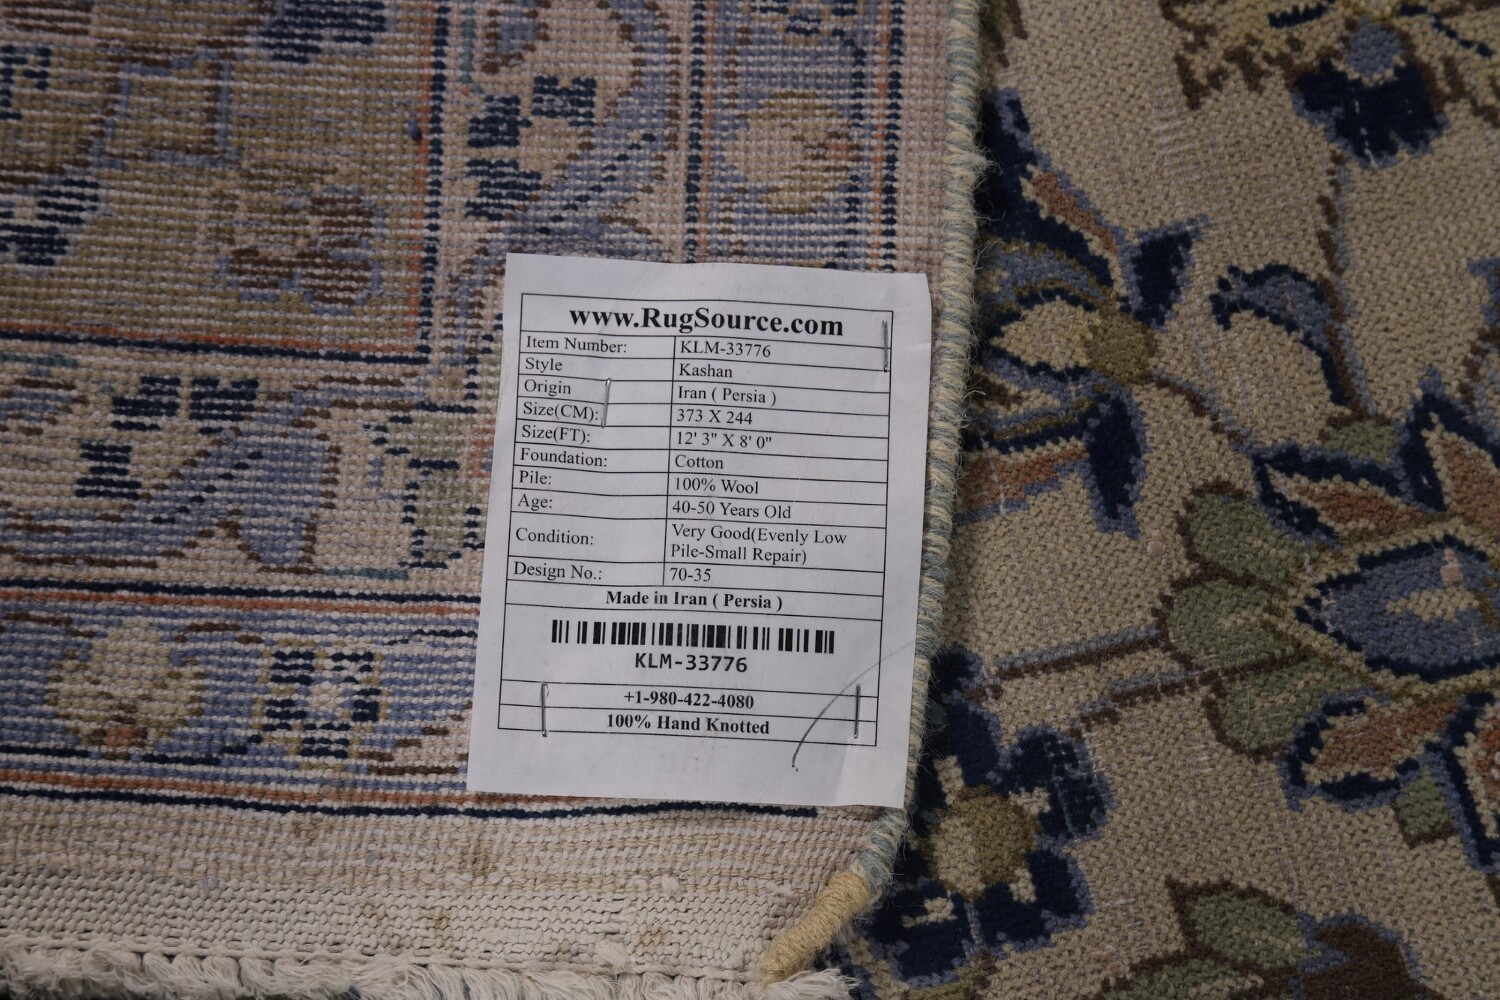 www.RugSource.com
Item Number: KLM-33776
Style Kashan
Origin Iran ( Persia )
Size(CM): 373 X 244
Size(FT): 12' 3" X 8' 0"
Foundation: Cotton
Pile: 100% Wool
Age: 40-50 Years Old
Condition: Very Good(Evenly Low
Pile-Small Repair)
Design No.: 70-35
Made in Iran ( Persia )
KLM-33776
+1-980-422-4080
100% Hand Knotted